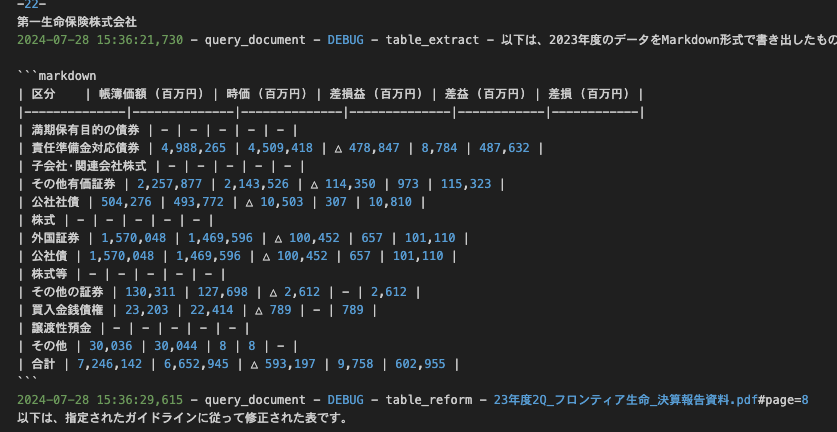 -22-
第一生命保険株式会社
2024-07-28 15:36:21,730 - query_document - DEBUG - table_extract - 以下は、2023年度のデータをMarkdown形式で書き出したもの
```markdown
| 区分 | 帳簿価額 (百万円) | 時価 (百万円) | 差損益 (百万円) | 差益 (百万円) | 差損 (百万円) |
|--------------|--------------|--------------|--------------|------------|------------|
| 満期保有目的の債券 | - | - | - | - | - |
| 責任準備金対応債券 | 4,988,265 | 4,509,418 | △ 478,847 | 8,784 | 487,632 |
| 子会社・関連会社株式 | - | - | - | - | - |
| その他有価証券 | 2,257,877 | 2,143,526 | △ 114,350 | 973 | 115,323 |
| 公社社債 | 504,276 | 493,772 | △ 10,503 | 307 | 10,810 |
| 株式 | - | - | - | - | - |
| 外国証券 | 1,570,048 | 1,469,596 | △ 100,452 | 657 | 101,110 |
| 公社債 | 1,570,048 | 1,469,596 | △ 100,452 | 657 | 101,110 |
| 株式等 | - | - | - | - | - |
| その他の証券 | 130,311 | 127,698 | △ 2,612 | - | 2,612 |
| 買入金銭債権 | 23,203 | 22,414 | △ 789 | - | 789 |
| 譲渡性預金 | - | - | - | - | - |
| その他 | 30,036 | 30,044 | 8 | 8 | - |
| 合計 | 7,246,142 | 6,652,945 | △ 593,197 | 9,758 | 602,955 |
```
2024-07-28 15:36:29,615 - query_document - DEBUG - table_reform - 23年度2Q_フロンティア生命_決算報告資料.pdf#page=8
以下は、指定されたガイドラインに従って修正された表です。